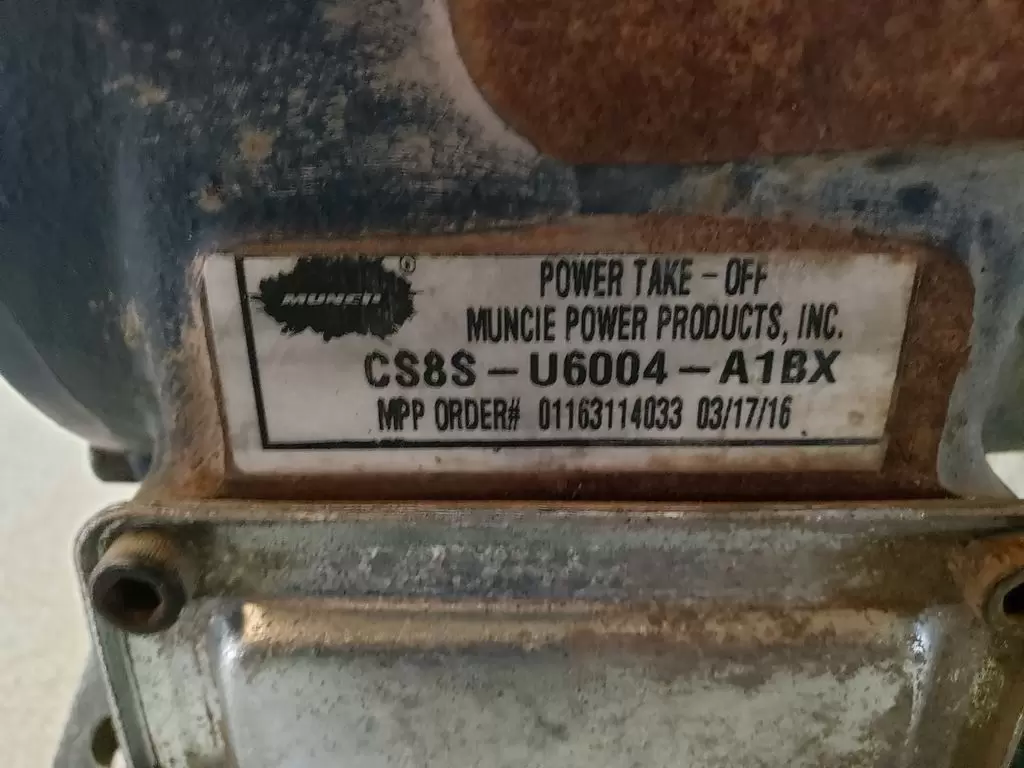 MUNCIE ®
POWER TAKE - OFF
MUNCIE POWER PRODUCTS, INC.
CS8S - U6004 - A1BX
MPP ORDER# 01163114033 03/17/16